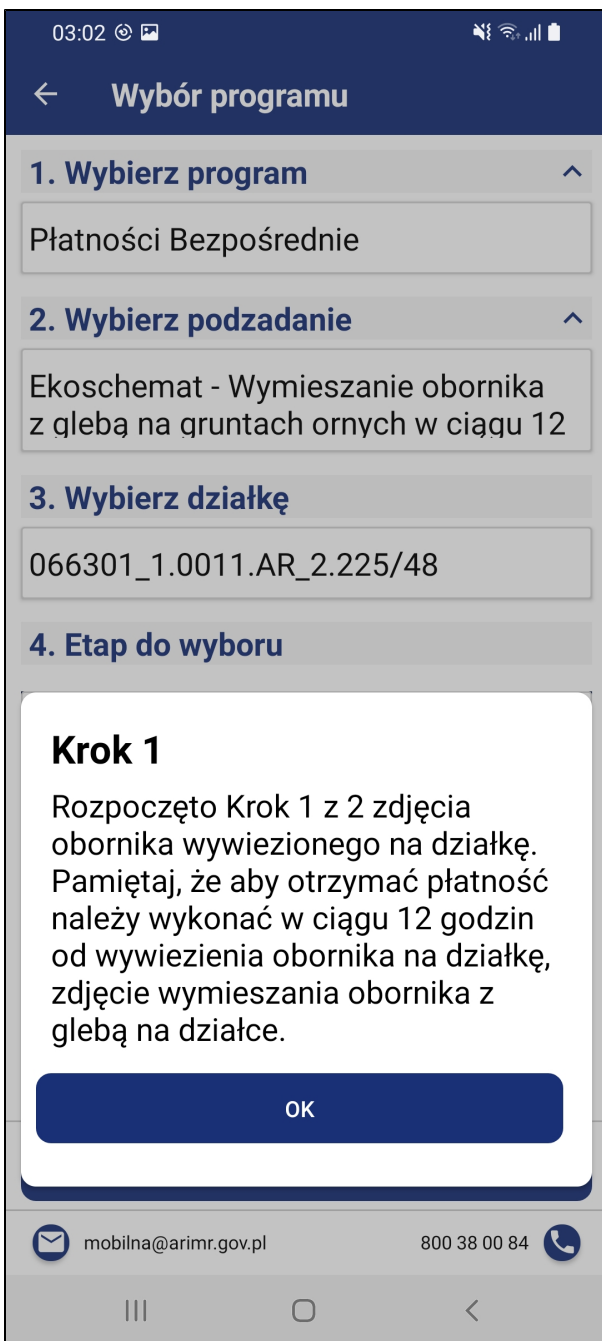 03:02
Wybór programu
1. Wybierz program
Płatności Bezpośrednie
2. Wybierz podzadanie
Ekoschemat - Wymieszanie obornika
z glebą na gruntach ornych w ciągu 12
3. Wybierz działkę
066301_1.0011.AR_2.225/48
4. Etap do wyboru
Krok 1
Rozpoczęto Krok 1 z 2 zdjęcia
obornika wywiezionego na działkę.
Pamiętaj, że aby otrzymać płatność
należy wykonać w ciągu 12 godzin
od wywiezienia obornika na działkę,
zdjęcie wymieszania obornika z
glebą na działce.
OK
mobilna@arimr.gov.pl 800 38 00 84